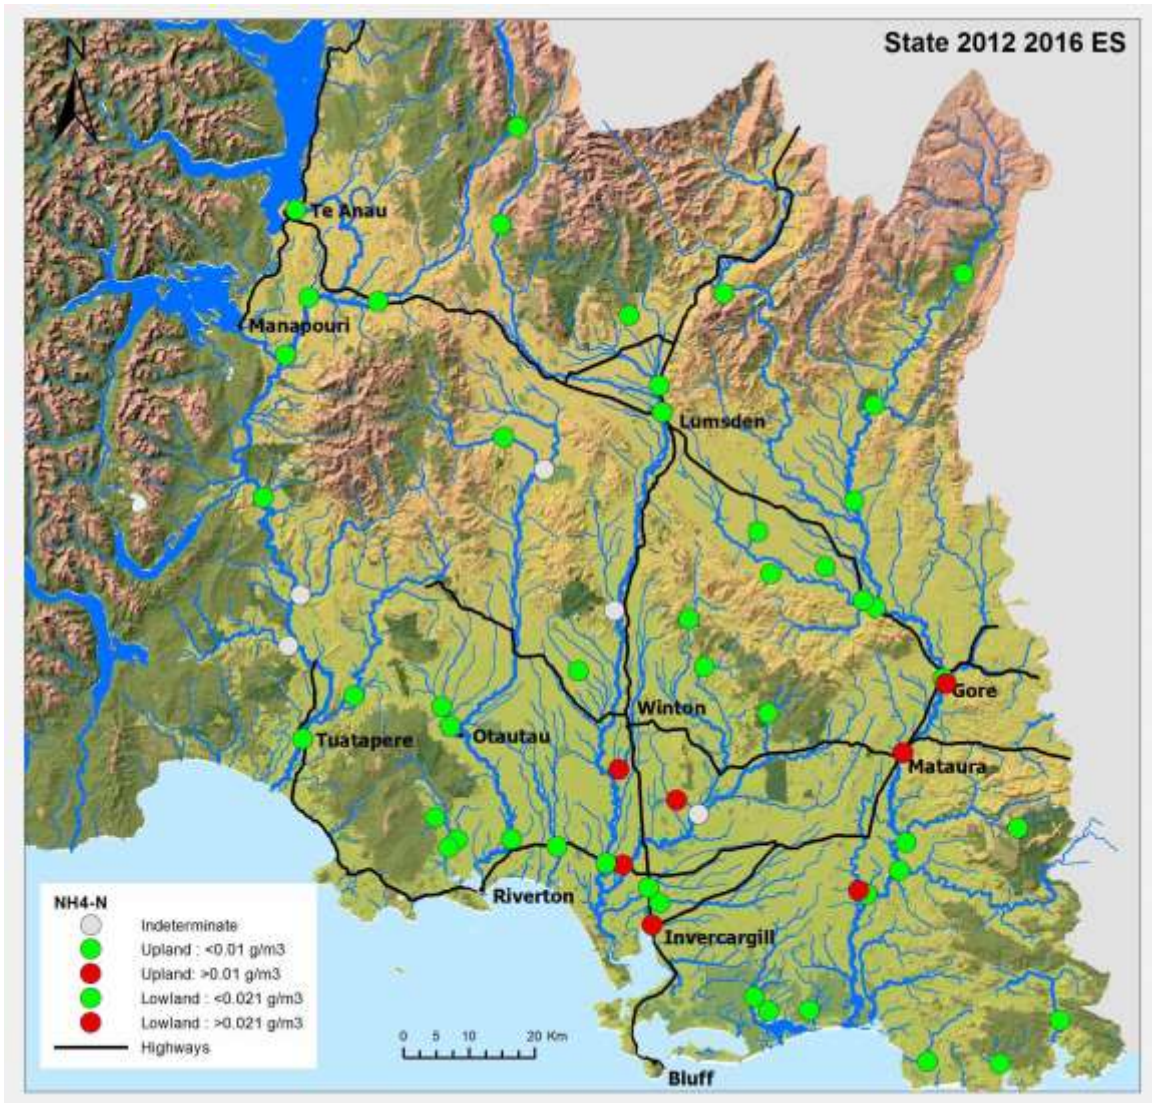 State 2012 2016 ES
N
Te Anau
Manapouri
Lumsden
Gore
Winton
Otautau
Tuatapere
Mataura
Riverton
Invercargill
Bluff
NH4-N
Indeterminate
Upland : <0.01 g/m3
Upland: >0.01 g/m3
Lowland : <0.021 g/m3
Lowland : >0.021 g/m3
Highways
0 5 10 20 Km